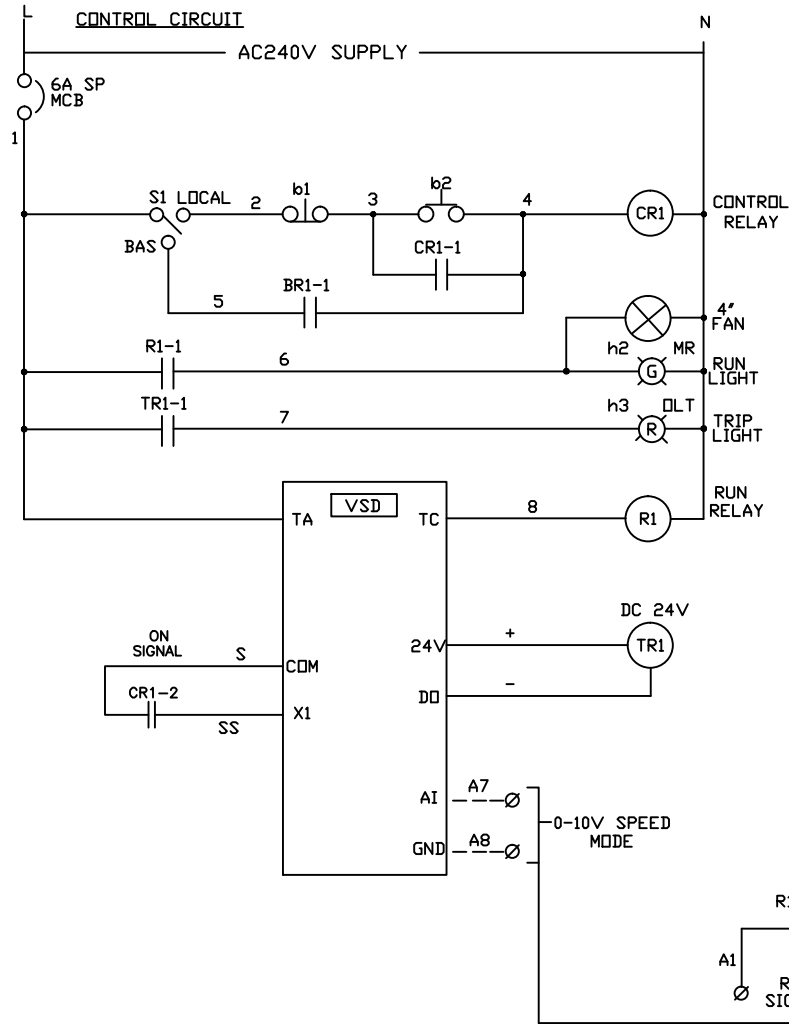 L
CONTROL CIRCUIT
N
AC240V SUPPLY
6A SP
MCB
1
S1 LOCAL
2
b1
3
b2
4
CR1
CONTROL
RELAY
BAS
CR1-1
5
BR1-1
4"
FAN
R1-1
6
h2
MR
G
RUN
LIGHT
TR1-1
7
h3
OLT
R
TRIP
LIGHT
VSD
TA
TC
8
R1
RUN
RELAY
DC 24V
ON
SIGNAL
S
COM
24V
+
TR1
CR1-2
SS
X1
DO
-
AI
A7
0-10V SPEED
MODE
GND
A8
R1
A1
R
SIG